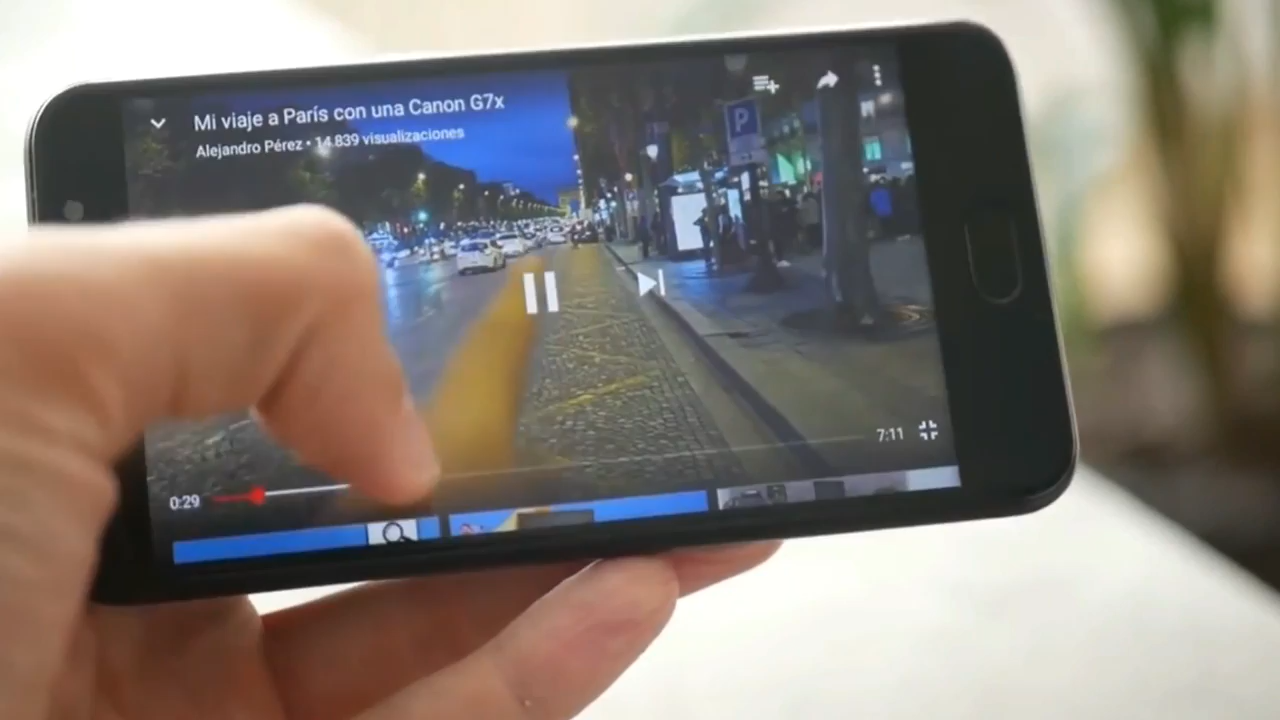 Mi viaje a París con una Canon G7x
Alejandro Pérez • 14.839 visualizaciones
P
7:11
0:29